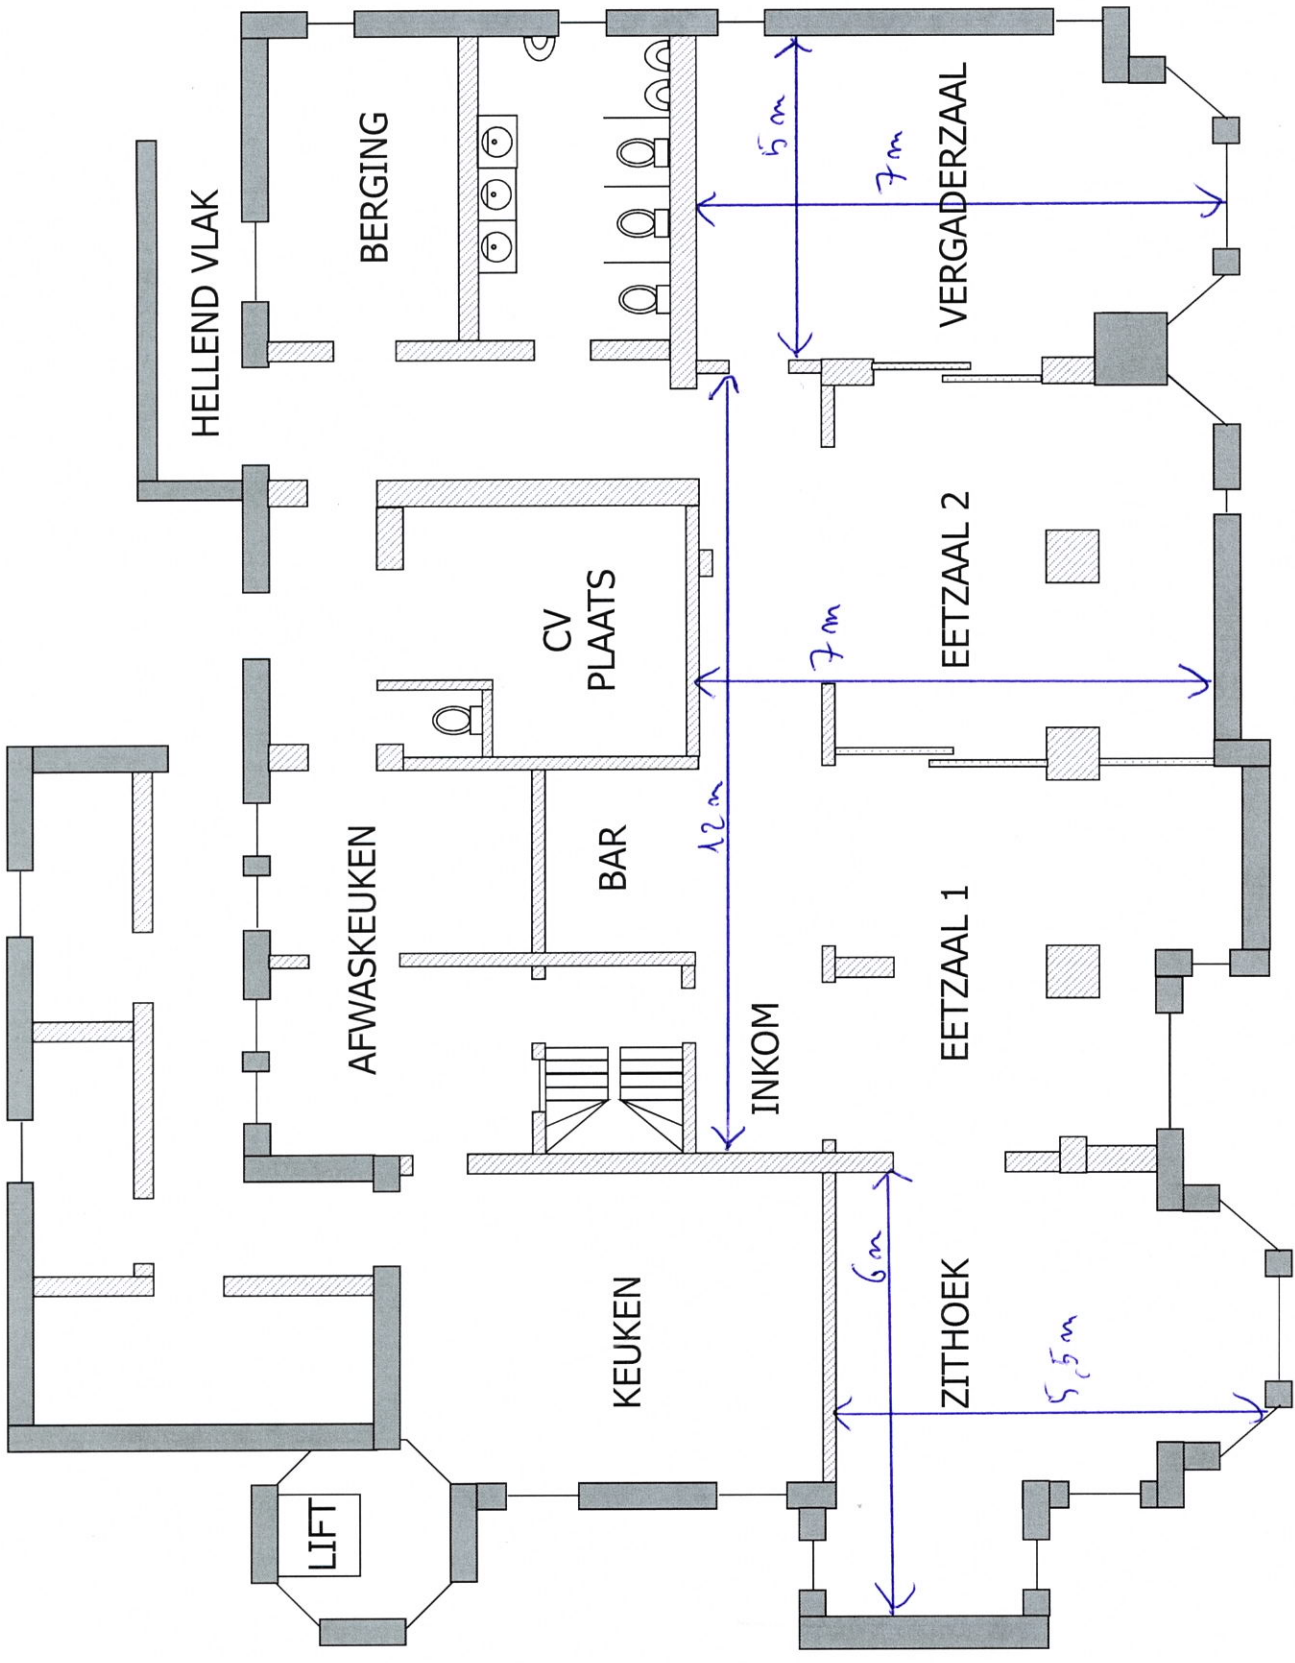 HELLEND VLAK
BERGING
5m
7m
VERGADERZAAL
CV
PLAATS
7m
EETZAAL 2
AFWASKEUKEN
BAR
12m
INKOM
EETZAAL 1
KEUKEN
6m
ZITHOEK
5,5m
LIFT